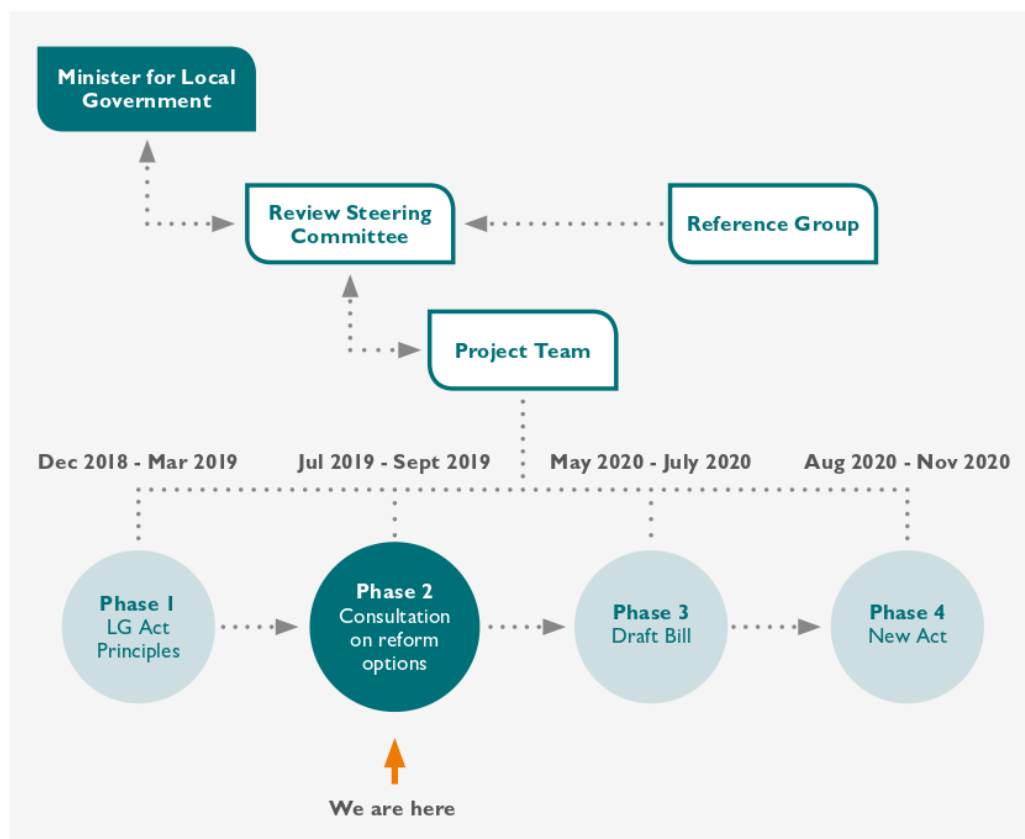 Minister for Local
Government
Review Steering
Committee
Reference Group
Project Team
Dec 2018 - Mar 2019
Jul 2019 - Sept 2019
May 2020 - July 2020
Aug 2020 - Nov 2020
Phase 1
LG Act
Principles
Phase 2
Consultation
on reform
options
Phase 3
Draft Bill
Phase 4
New Act
We are here